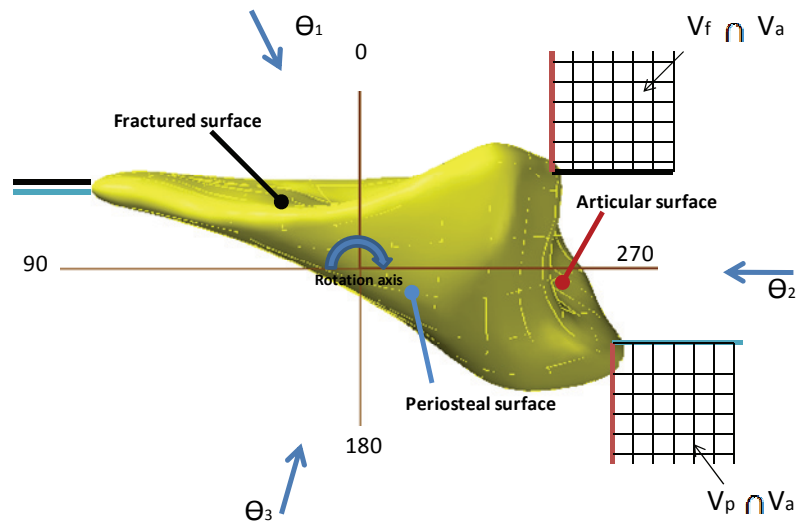 ϴ1
Vf ∩ Va
0
Fractured surface
Articular surface
90
270
Rotation axis
ϴ2
Periosteal surface
180
ϴ3
Vp ∩ Va